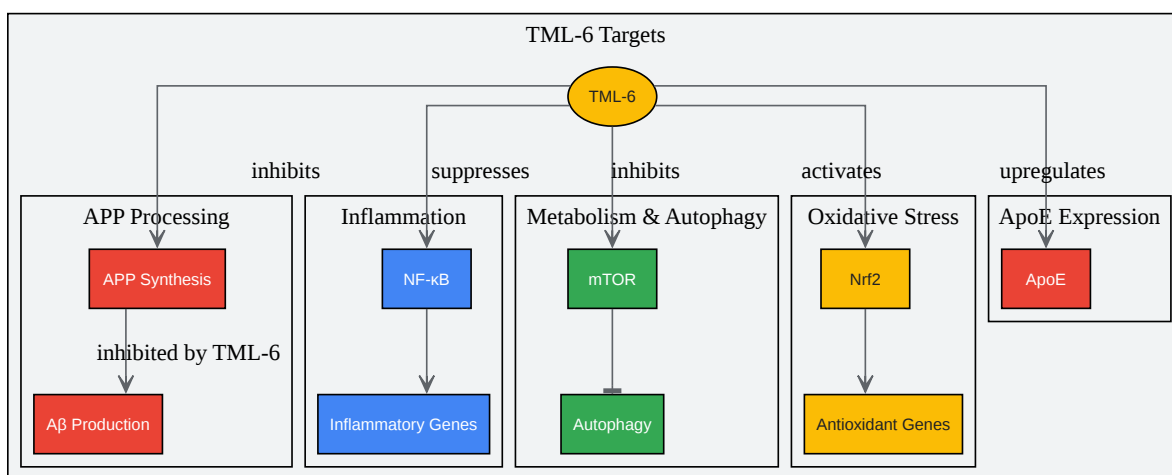 TML-6 Targets
TML-6
inhibits
suppresses
inhibits
activates
upregulates
APP Processing
Inflammation
Metabolism & Autophagy
Oxidative Stress
ApoE Expression
APP Synthesis
NF-κB
mTOR
Nrf2
ApoE
inhibited by TML-6
Aβ Production
Inflammatory Genes
Autophagy
Antioxidant Genes